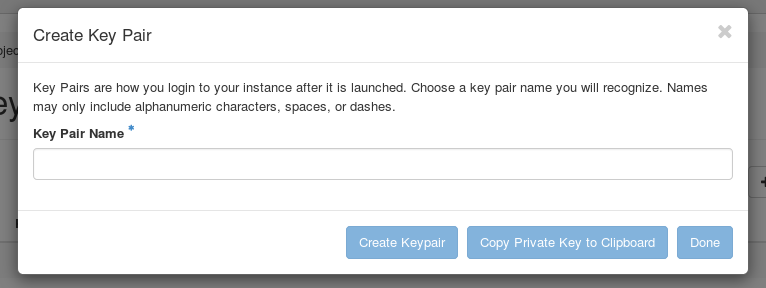 Create Key Pair
Key Pairs are how you login to your instance after it is launched. Choose a key pair name you will recognize. Names
may only include alphanumeric characters, spaces, or dashes.
Key Pair Name *
Create Keypair
Copy Private Key to Clipboard
Done